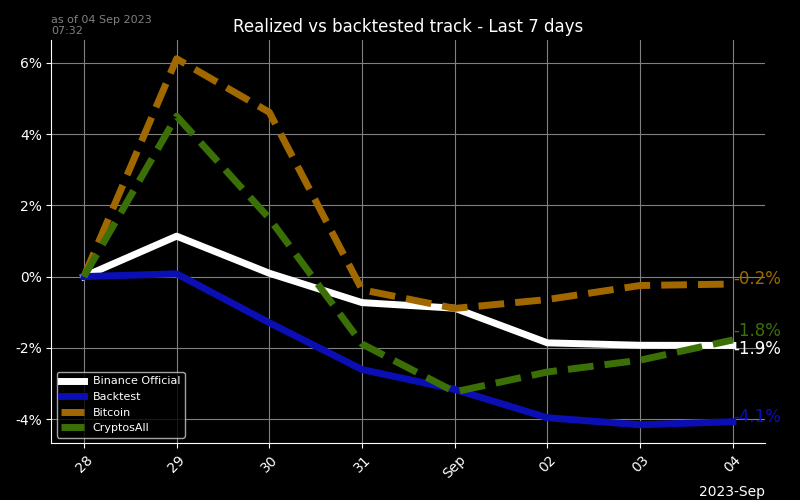 as of 04 Sep 2023
07:32
Realized vs backtested track - Last 7 days
6%
4%
2%
0%
-2%
-4%
-0.2%
-1.8%
-1.9%
-4.1%
Binance Official
Backtest
Bitcoin
CryptosAll
28
29
30
31
Sep
02
03
04
2023-Sep